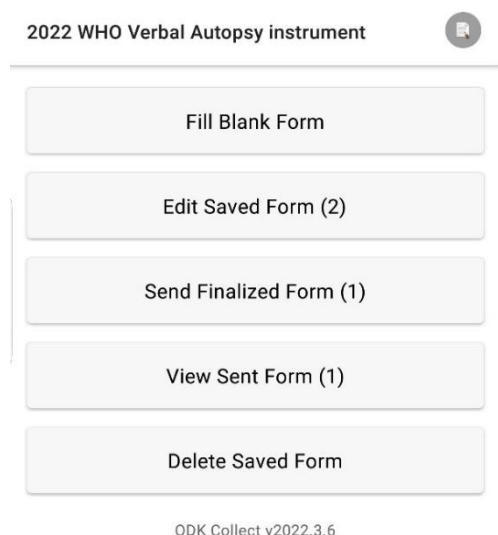 2022 WHO Verbal Autopsy instrument
Fill Blank Form
Edit Saved Form (2)
Send Finalized Form (1)
View Sent Form (1)
Delete Saved Form
ODK Collect v2022.3.6